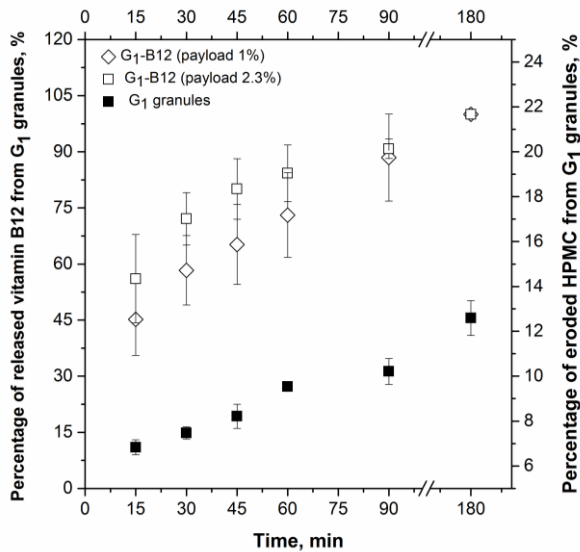 0 15 30 45 60 75 90 180
Percentage of released vitamin B12 from G1 granules, %
120
105
90
75
60
45
30
15
0
G1-B12 (payload 1%)
G1-B12 (payload 2.3%)
G1 granules
24
22
20
18
16
14
12
10
8
6
Percentage of eroded HPMC from G1 granules, %
0 15 30 45 60 75 90 180
Time, min